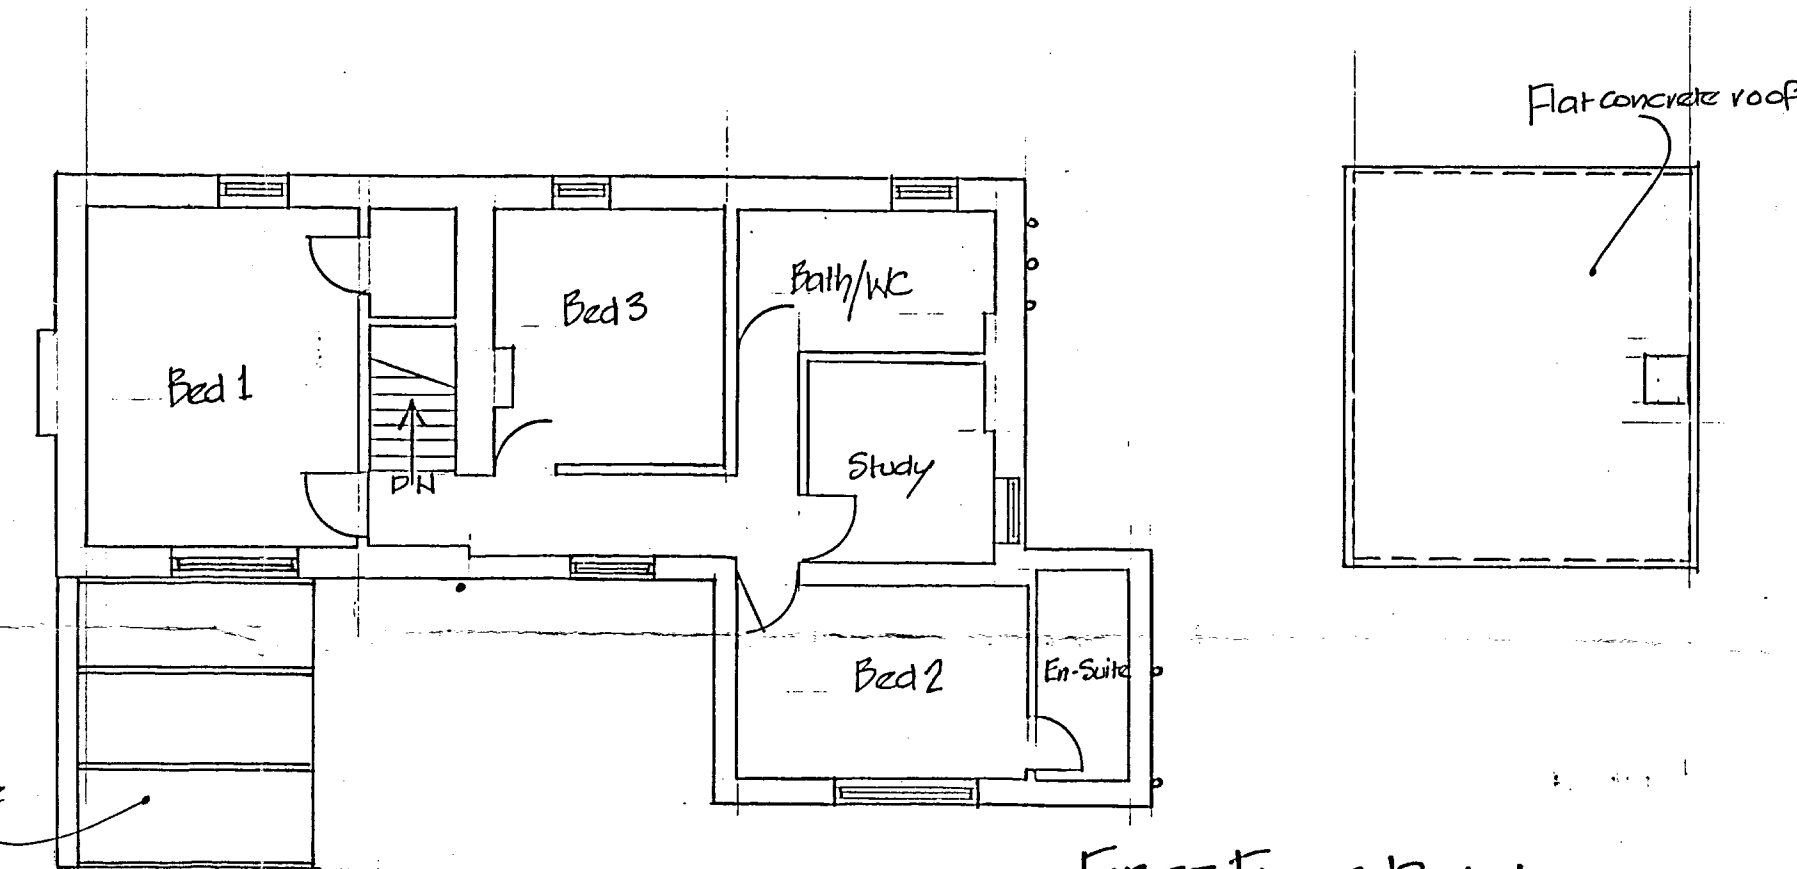 Flat concrete roof
Bath/WC
Bed 3
Bed 1
Study
DN
Bed 2
En-Suite